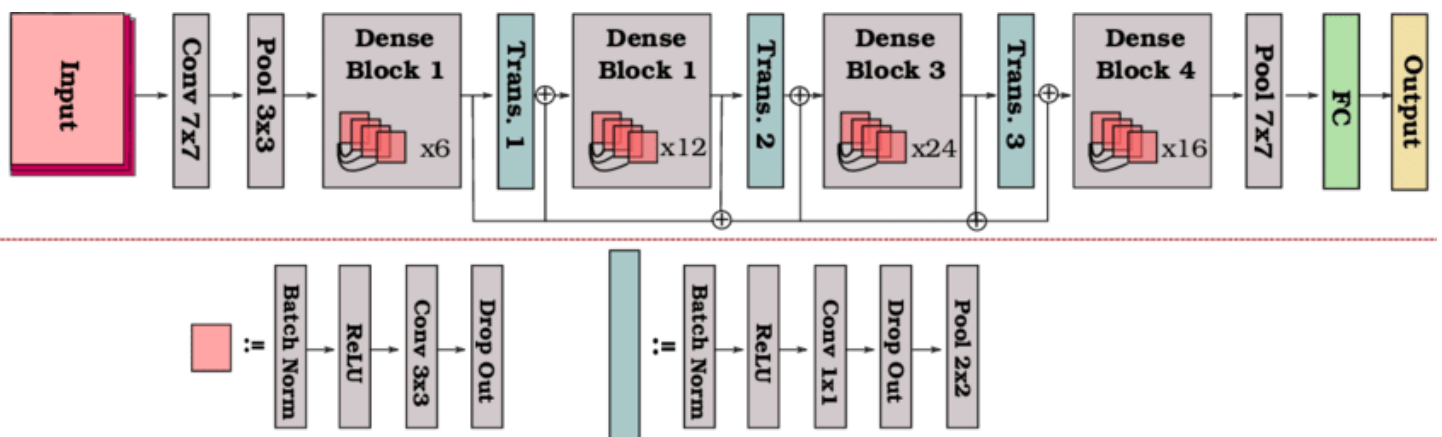 Input
Conv 7x7
Pool 3x3
Dense
Block 1
x6
Trans. 1
Dense
Block 1
x12
Trans. 2
Dense
Block 3
x24
Trans. 3
Dense
Block 4
x16
Pool 7x7
FC
Output
::=
Batch Norm
ReLU
Conv 3x3
Drop Out
::=
Batch Norm
ReLU
Conv 1x1
Drop Out
Pool 2x2